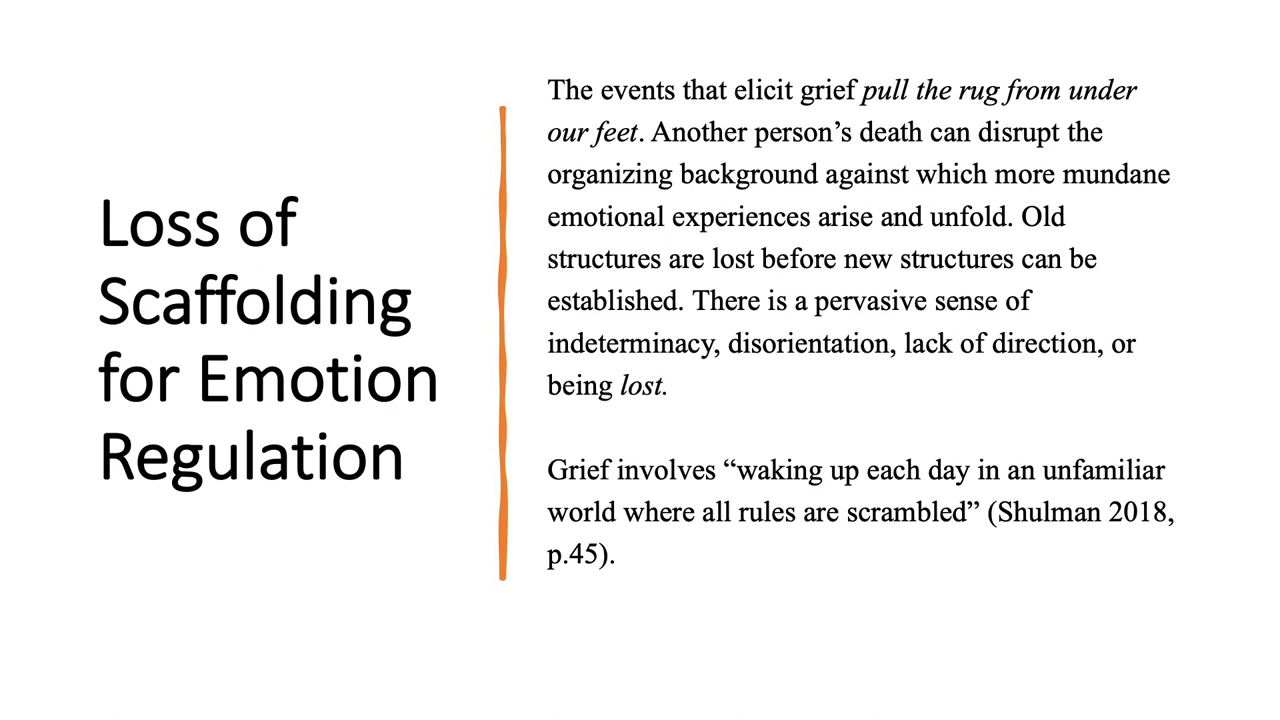 Loss of
Scaffolding
for Emotion
Regulation
The events that elicit grief pull the rug from under
our feet. Another person’s death can disrupt the
organizing background against which more mundane
emotional experiences arise and unfold. Old
structures are lost before new structures can be
established. There is a pervasive sense of
indeterminacy, disorientation, lack of direction, or
being lost.
Grief involves “waking up each day in an unfamiliar
world where all rules are scrambled” (Shulman 2018,
p.45).